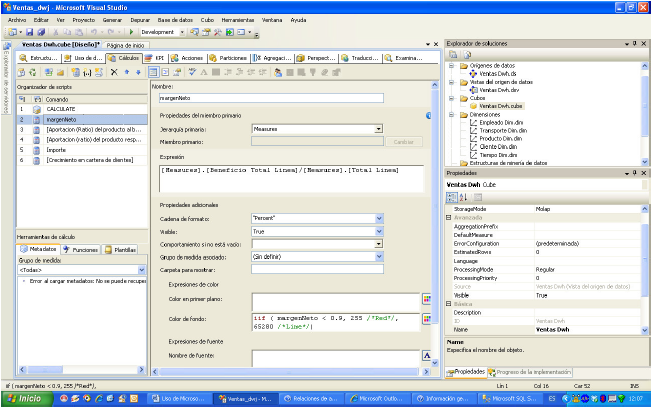 Ventas_dwj - Microsoft Visual Studio
Archivo Editar Ver Proyecto Generar Depurar Base de datos Cubo Herramientas Ventana Ayuda
Development
Ventas Dwh.cube [Diseño]* Página de inicio
Estructu... Uso de d... Cálculos KPI Acciones Particiones Agregaci... Perspect... Traducci... Examina...
Organizador de scripts
Comando
1 CALCULATE
2 margenNeto
3 [Aportacion (Ratio) del producto al b...
4 [Aportacion (ratio) del producto resp...
5 Importe
6 [Crecimiento en cartera de clientes]
Herramientas de cálculo
Metadatos Funciones Plantillas
Grupo de medida:
<Todas>
Error al cargar metadatos: No se puede recuper
Nombre:
margenNeto
Propiedades del miembro primario
Jerarquía primaria: Measures
Miembro primario: Cambiar
Expresión
[Measures].[Beneficio Total Linea]/[Measures].[Total Linea]
Propiedades adicionales
Cadena de formato: "Percent"
Visible: True
Comportamiento si no está vacío:
Grupo de medida asociado: (Sin definir)
Carpeta para mostrar:
Expresiones de color
Color en primer plano:
Color de fondo: iif ( margenNeto < 0.9, 255 /*Red*/,
65280 /*Lime*/)
Expresiones de fuente
Nombre de fuente:
Explorador de servidores
Explorador de soluciones
Orígenes de datos
Ventas Dwh.ds
Vistas del origen de datos
Ventas Dwh.dsv
Cubos
Ventas Dwh.cube
Dimensiones
Empleado Dim.dim
Transporte Dim.dim
Producto Dim.dim
Cliente Dim.dim
Tiempo Dim.dim
Estructuras de minería de datos
Propiedades
Ventas Dwh Cube
StorageMode Molap
Avanzada
AggregationPrefix
DefaultMeasure
ErrorConfiguration (predeterminada)
EstimatedRows 0
Language
ProcessingMode Regular
ProcessingPriority 0
Source Ventas Dwh (Vista del origen de datos)
Visible True
Básica
Description
ID Ventas Dwh
Name Ventas Dwh
Name
Especifica el nombre del objeto.
Propiedades Progreso de la implementación
iif ( margenNeto < 0.9, 255 /*Red*/,
Lín 1 Col 16 Car 52 INS
Inicio Uso de Microso... Ventas_dwj - M... Relaciones de a... Microsoft Outlo... Información ge... Microsoft SQL S... ES 12:07